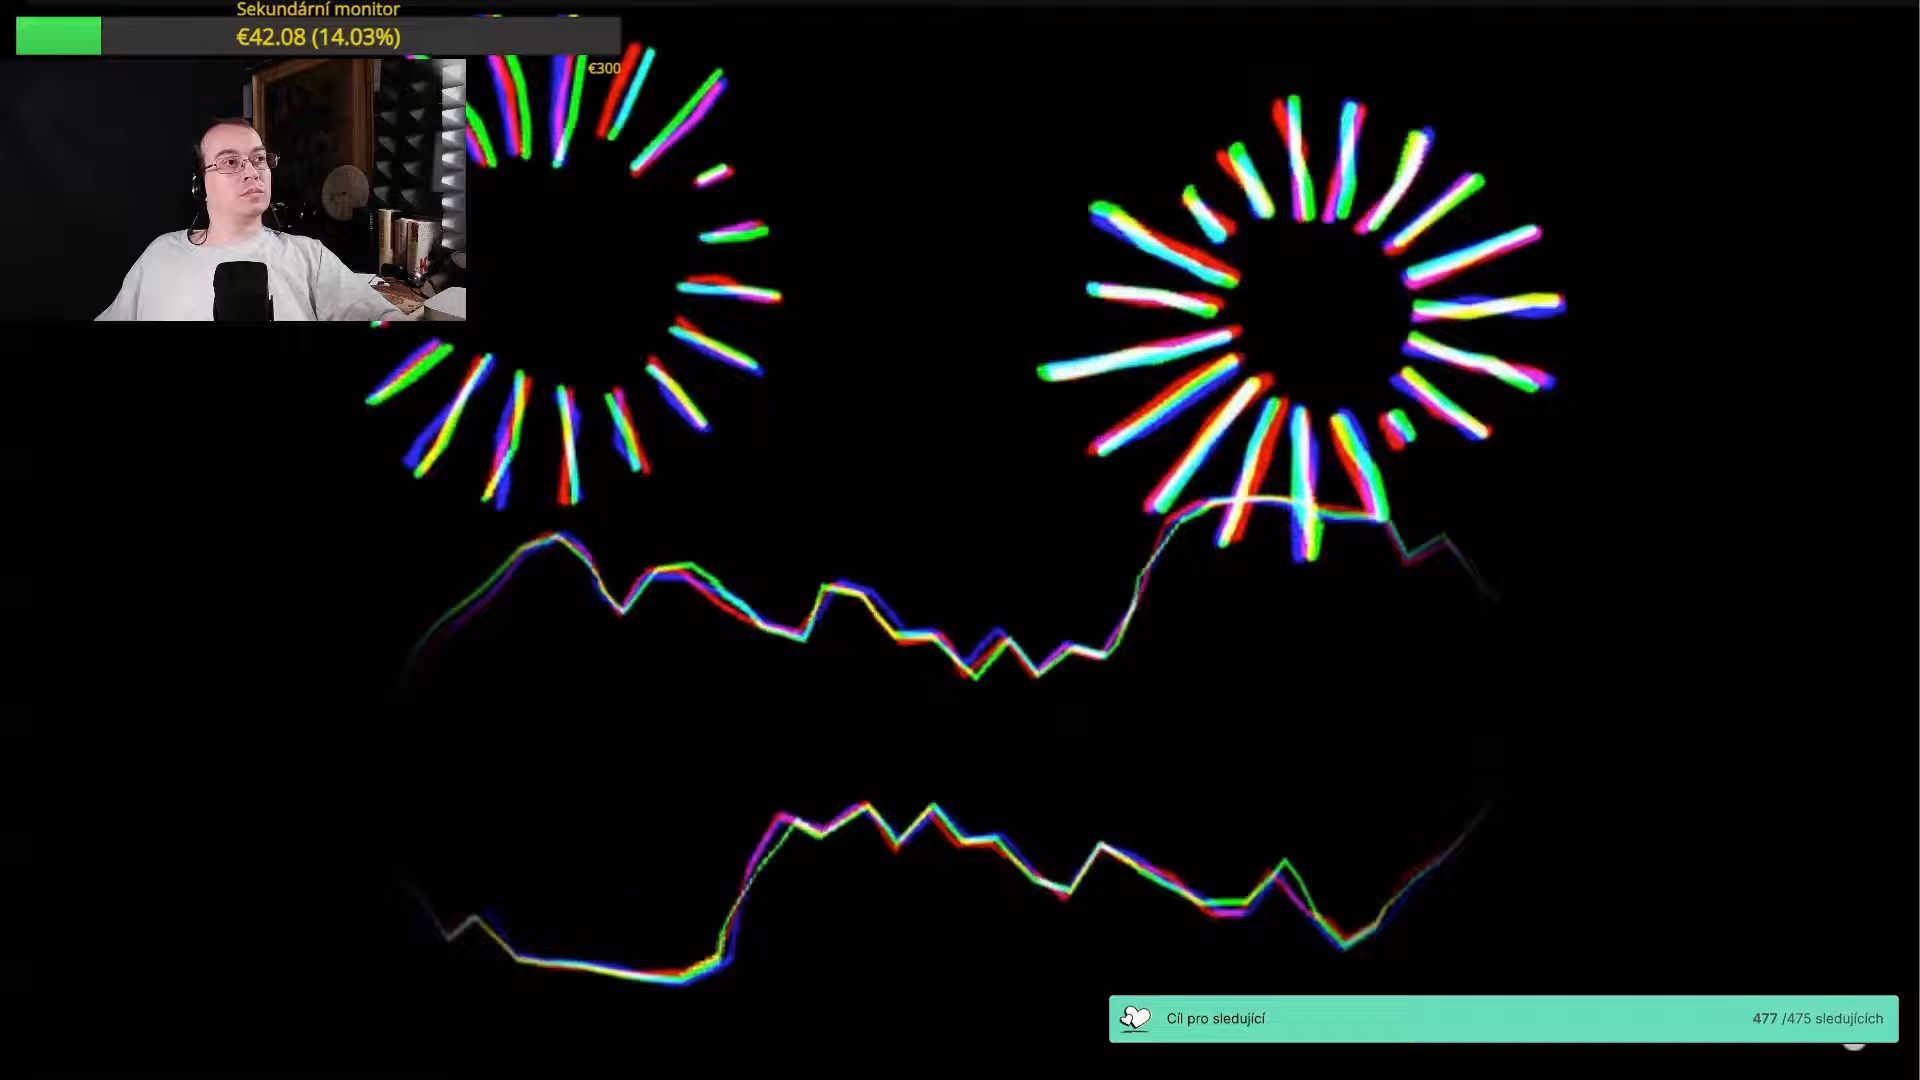 Sekundární monitor
€42.08 (14.03%)
€300
Cíl pro sledující
477 /475 sledujících